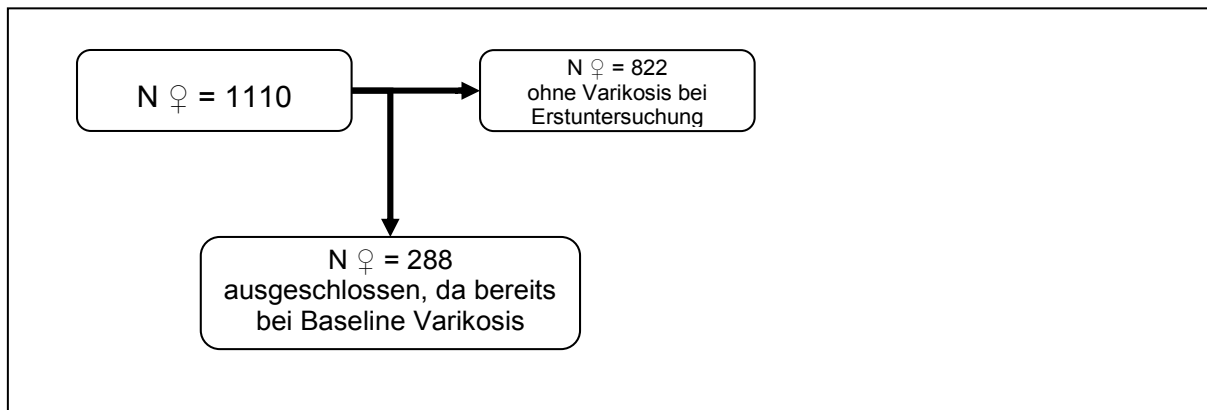 N ♀ = 1110
N ♀ = 822
ohne Varikosis bei
Erstuntersuchung
N ♀ = 288
ausgeschlossen, da bereits
bei Baseline Varikosis